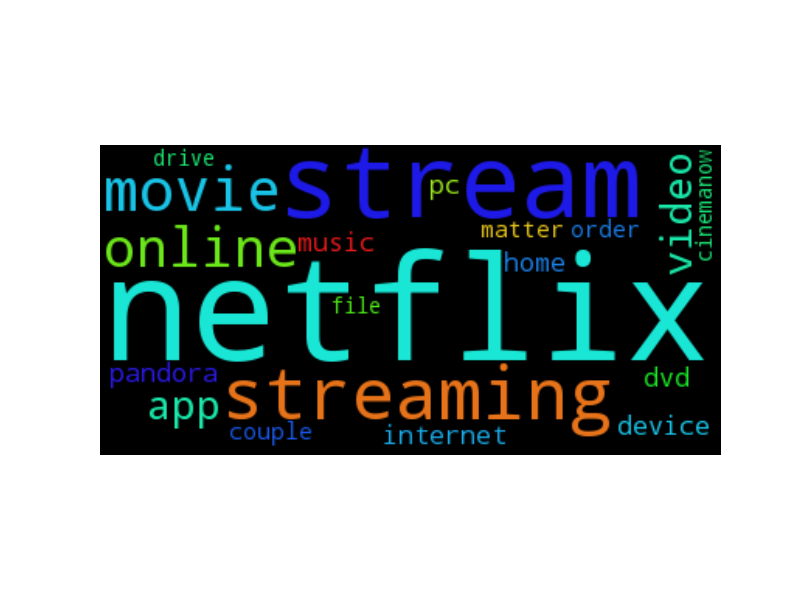 drive
movie
stream
pc
video
cinemanow
online
music
matter
order
home
netflix
file
pandora
streaming
dvd
app
couple
internet
device